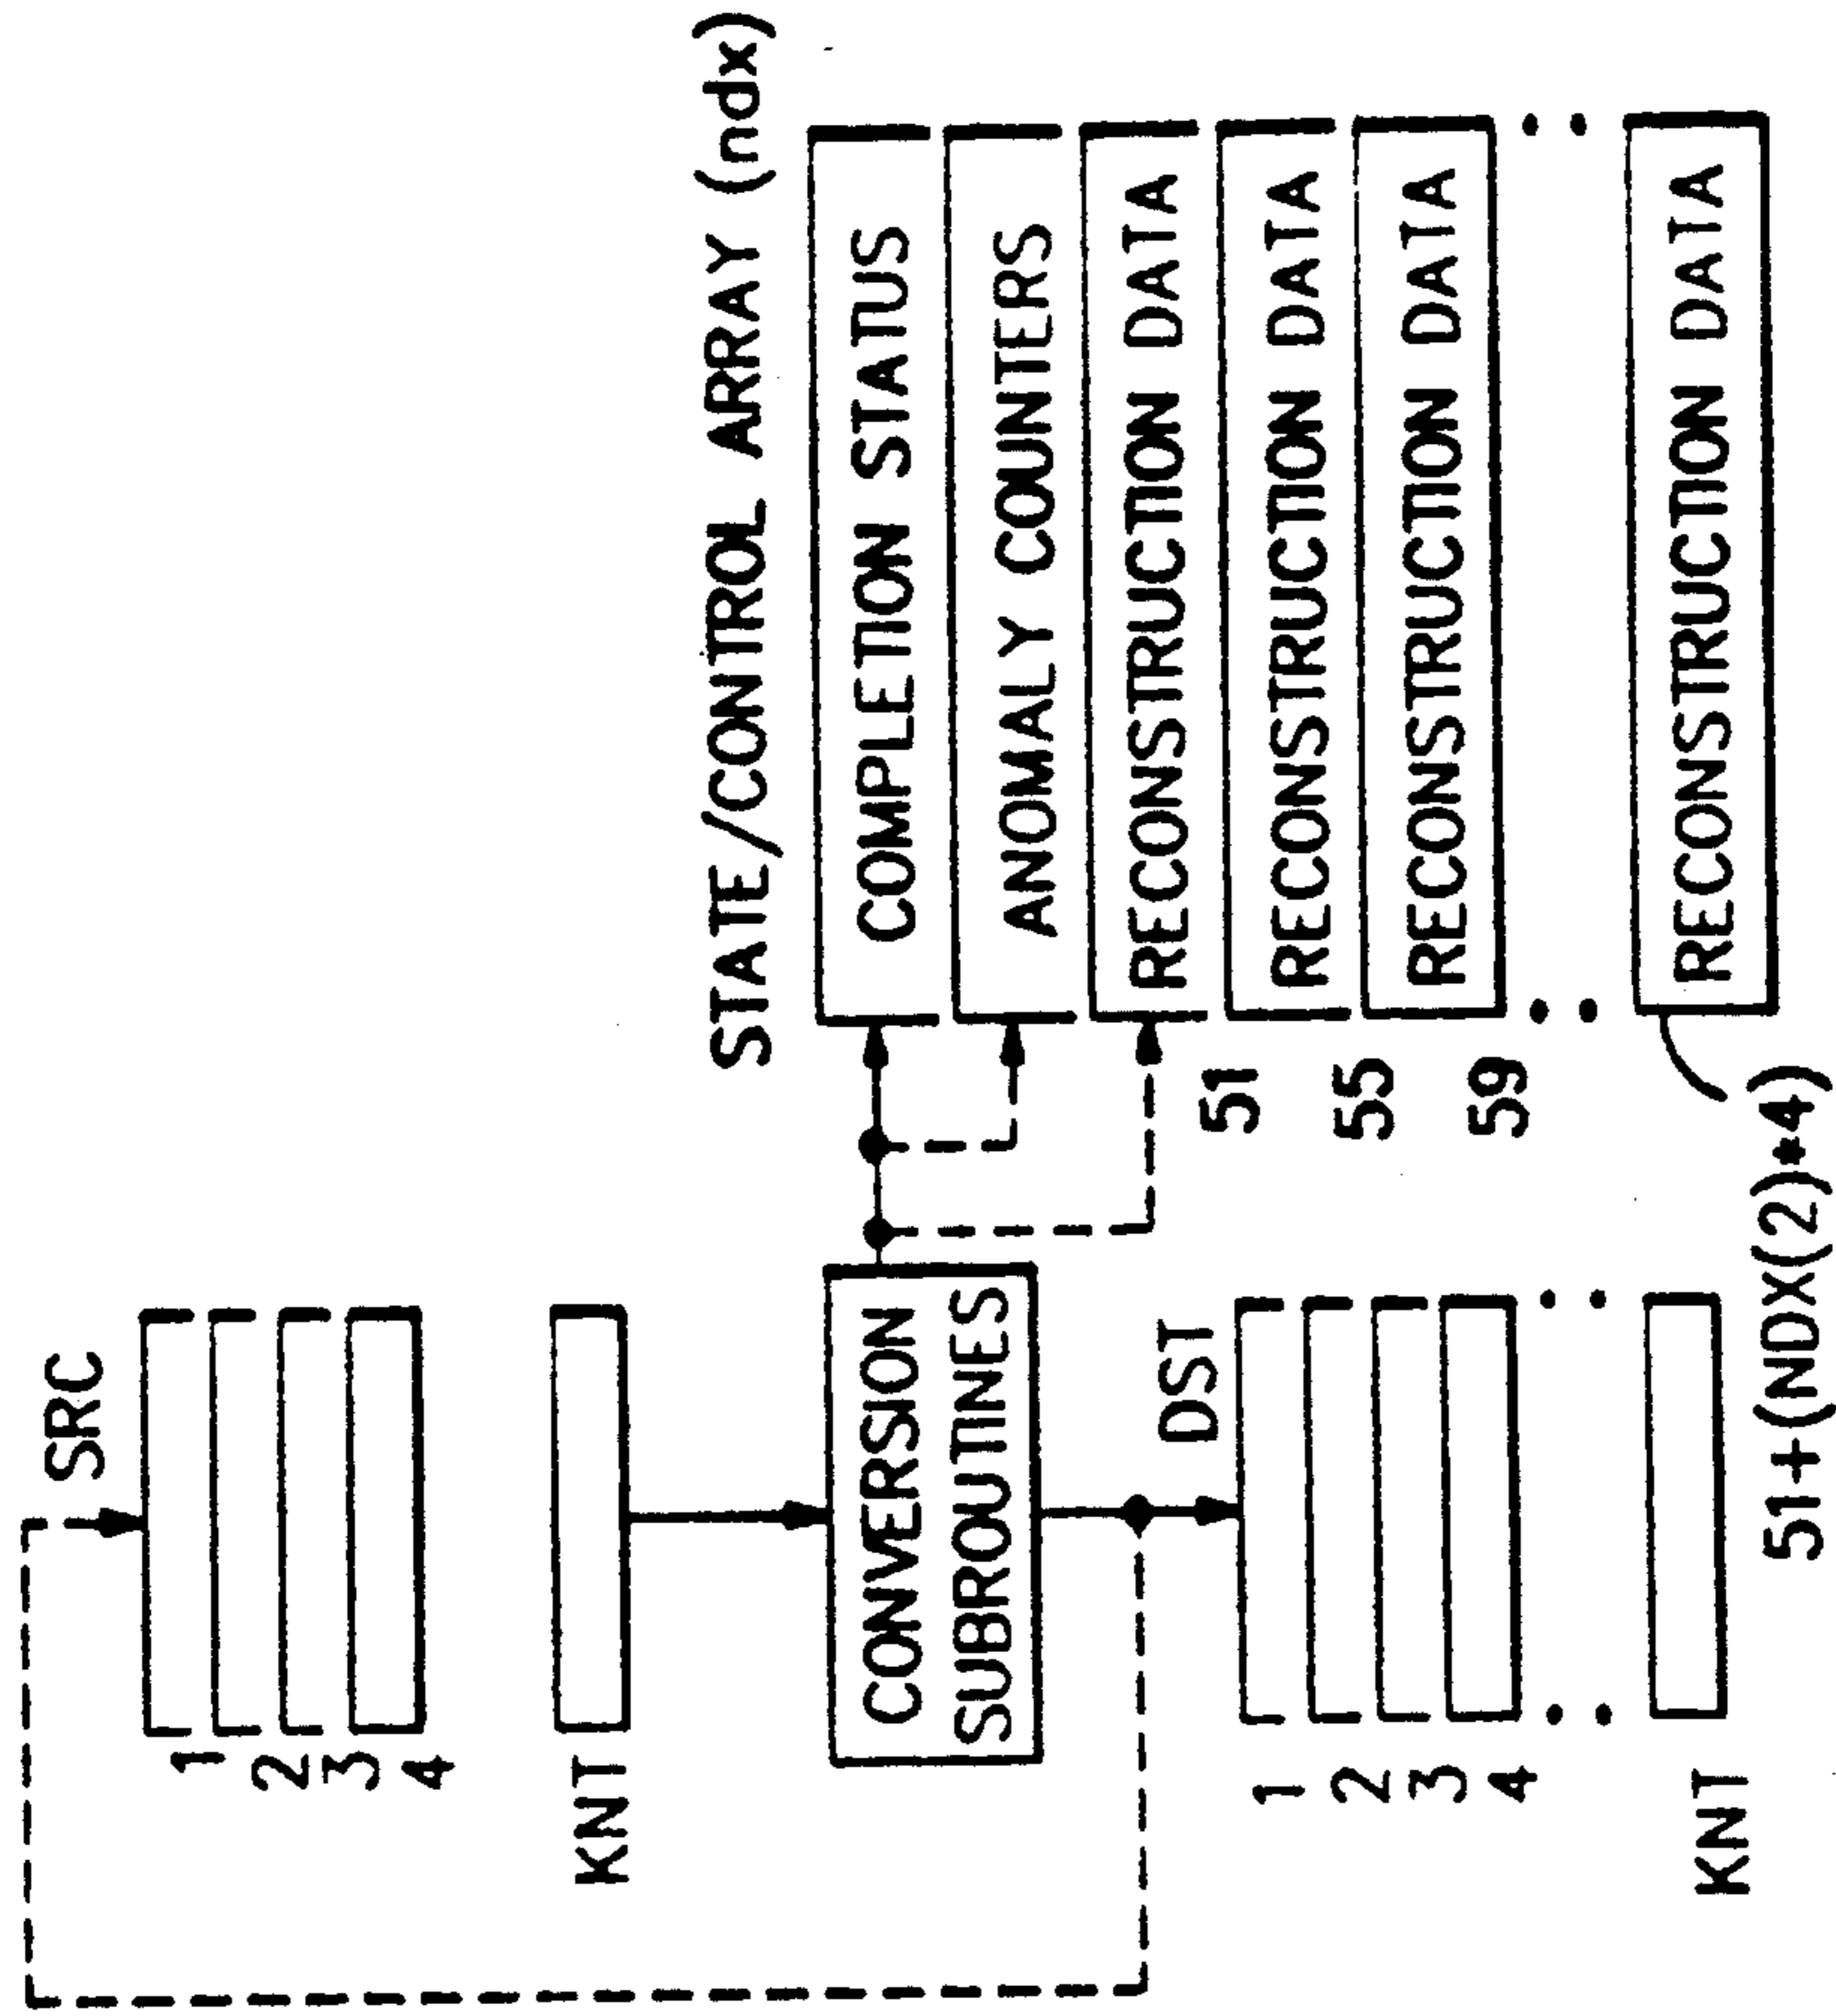 SRC
1
2
3
4
KNT
CONVERSION
SUBROUTINES
DST
1
2
3
4
KNT
STATE/CONTROL ARRAY (ndx)
COMPLETION STATUS
ANOMALY COUNTERS
RECONSTRUCTION DATA
51
RECONSTRUCTION DATA
55
RECONSTRUCTION DATA
59
RECONSTRUCTION DATA
51+(NDX(2)*4)